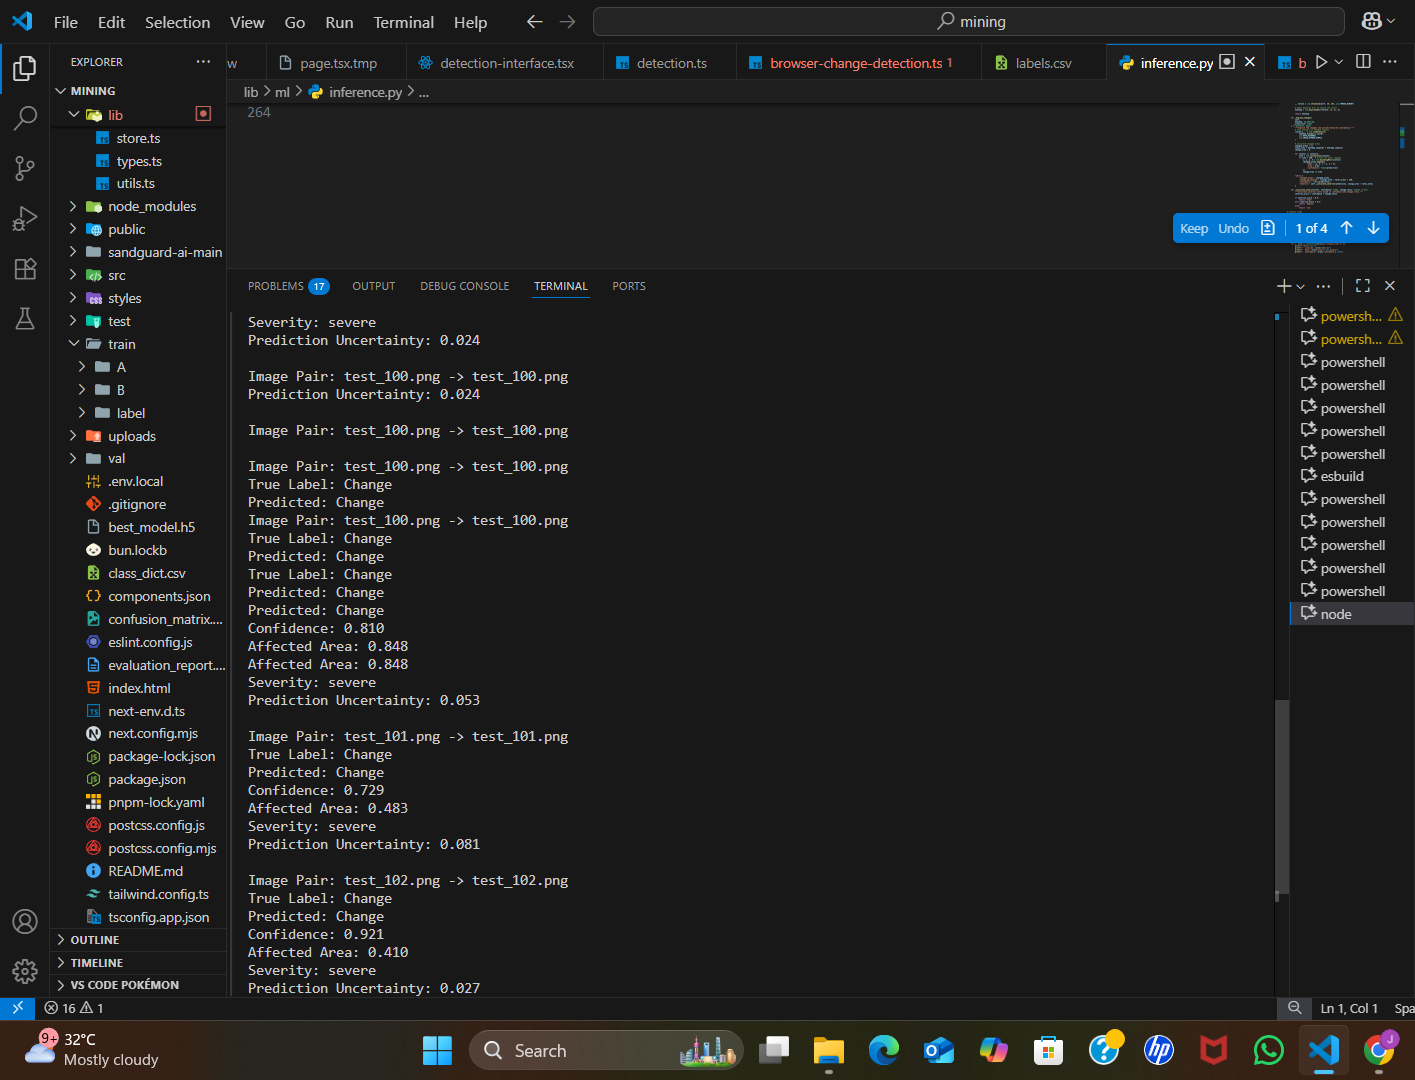 File Edit Selection View Go Run Terminal Help
mining
EXPLORER
w page.tsx.tmp detection-interface.tsx detection.ts browser-change-detection.ts 1 labels.csv inference.py b
lib > ml > inference.py > ...
264
MINING
lib
store.ts
types.ts
utils.ts
node_modules
public
sandguard-ai-main
src
styles
test
train
A
B
label
uploads
val
.env.local
.gitignore
best_model.h5
bun.lockb
class_dict.csv
components.json
confusion_matrix....
eslint.config.js
evaluation_report....
index.html
next-env.d.ts
next.config.mjs
package-lock.json
package.json
pnpm-lock.yaml
postcss.config.js
postcss.config.mjs
README.md
tailwind.config.ts
tsconfig.app.json
OUTLINE
TIMELINE
VS CODE POKÉMON
Keep Undo 1 of 4
PROBLEMS 17 OUTPUT DEBUG CONSOLE TERMINAL PORTS
Severity: severe
Prediction Uncertainty: 0.024
Image Pair: test_100.png -> test_100.png
Prediction Uncertainty: 0.024
Image Pair: test_100.png -> test_100.png
Image Pair: test_100.png -> test_100.png
True Label: Change
Predicted: Change
Image Pair: test_100.png -> test_100.png
True Label: Change
Predicted: Change
True Label: Change
Predicted: Change
Predicted: Change
Confidence: 0.810
Affected Area: 0.848
Affected Area: 0.848
Severity: severe
Prediction Uncertainty: 0.053
Image Pair: test_101.png -> test_101.png
True Label: Change
Predicted: Change
Confidence: 0.729
Affected Area: 0.483
Severity: severe
Prediction Uncertainty: 0.081
Image Pair: test_102.png -> test_102.png
True Label: Change
Predicted: Change
Confidence: 0.921
Affected Area: 0.410
Severity: severe
Prediction Uncertainty: 0.027
powersh...
powersh...
powershell
powershell
powershell
powershell
powershell
esbuild
powershell
powershell
powershell
powershell
powershell
node
16 1
Ln 1, Col 1 Spa
9+ 32°C
Mostly cloudy
Search
hp
J